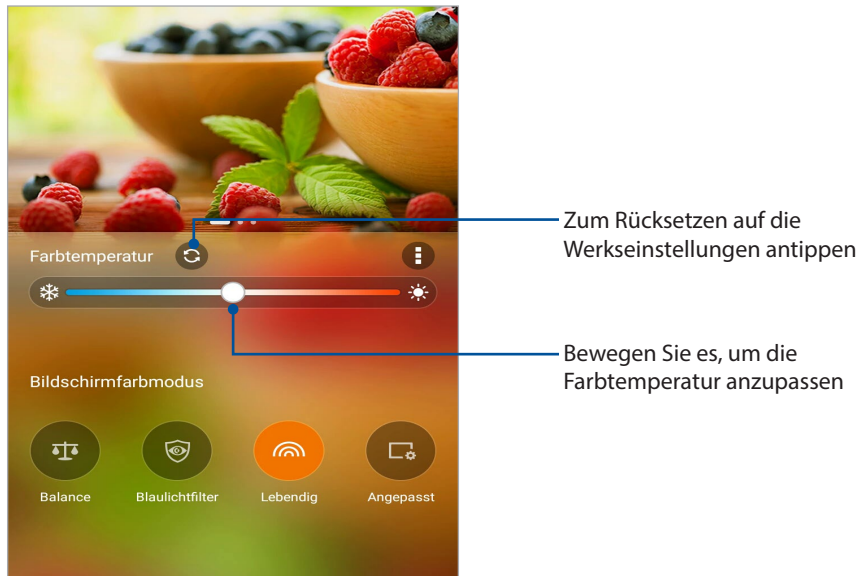 Farbtemperatur
Zum Rücksetzen auf die
Werkseinstellungen antippen
Bewegen Sie es, um die
Farbtemperatur anzupassen
Bildschirmfarbmodus
Balance
Blaulichtfilter
Lebendig
Angepasst